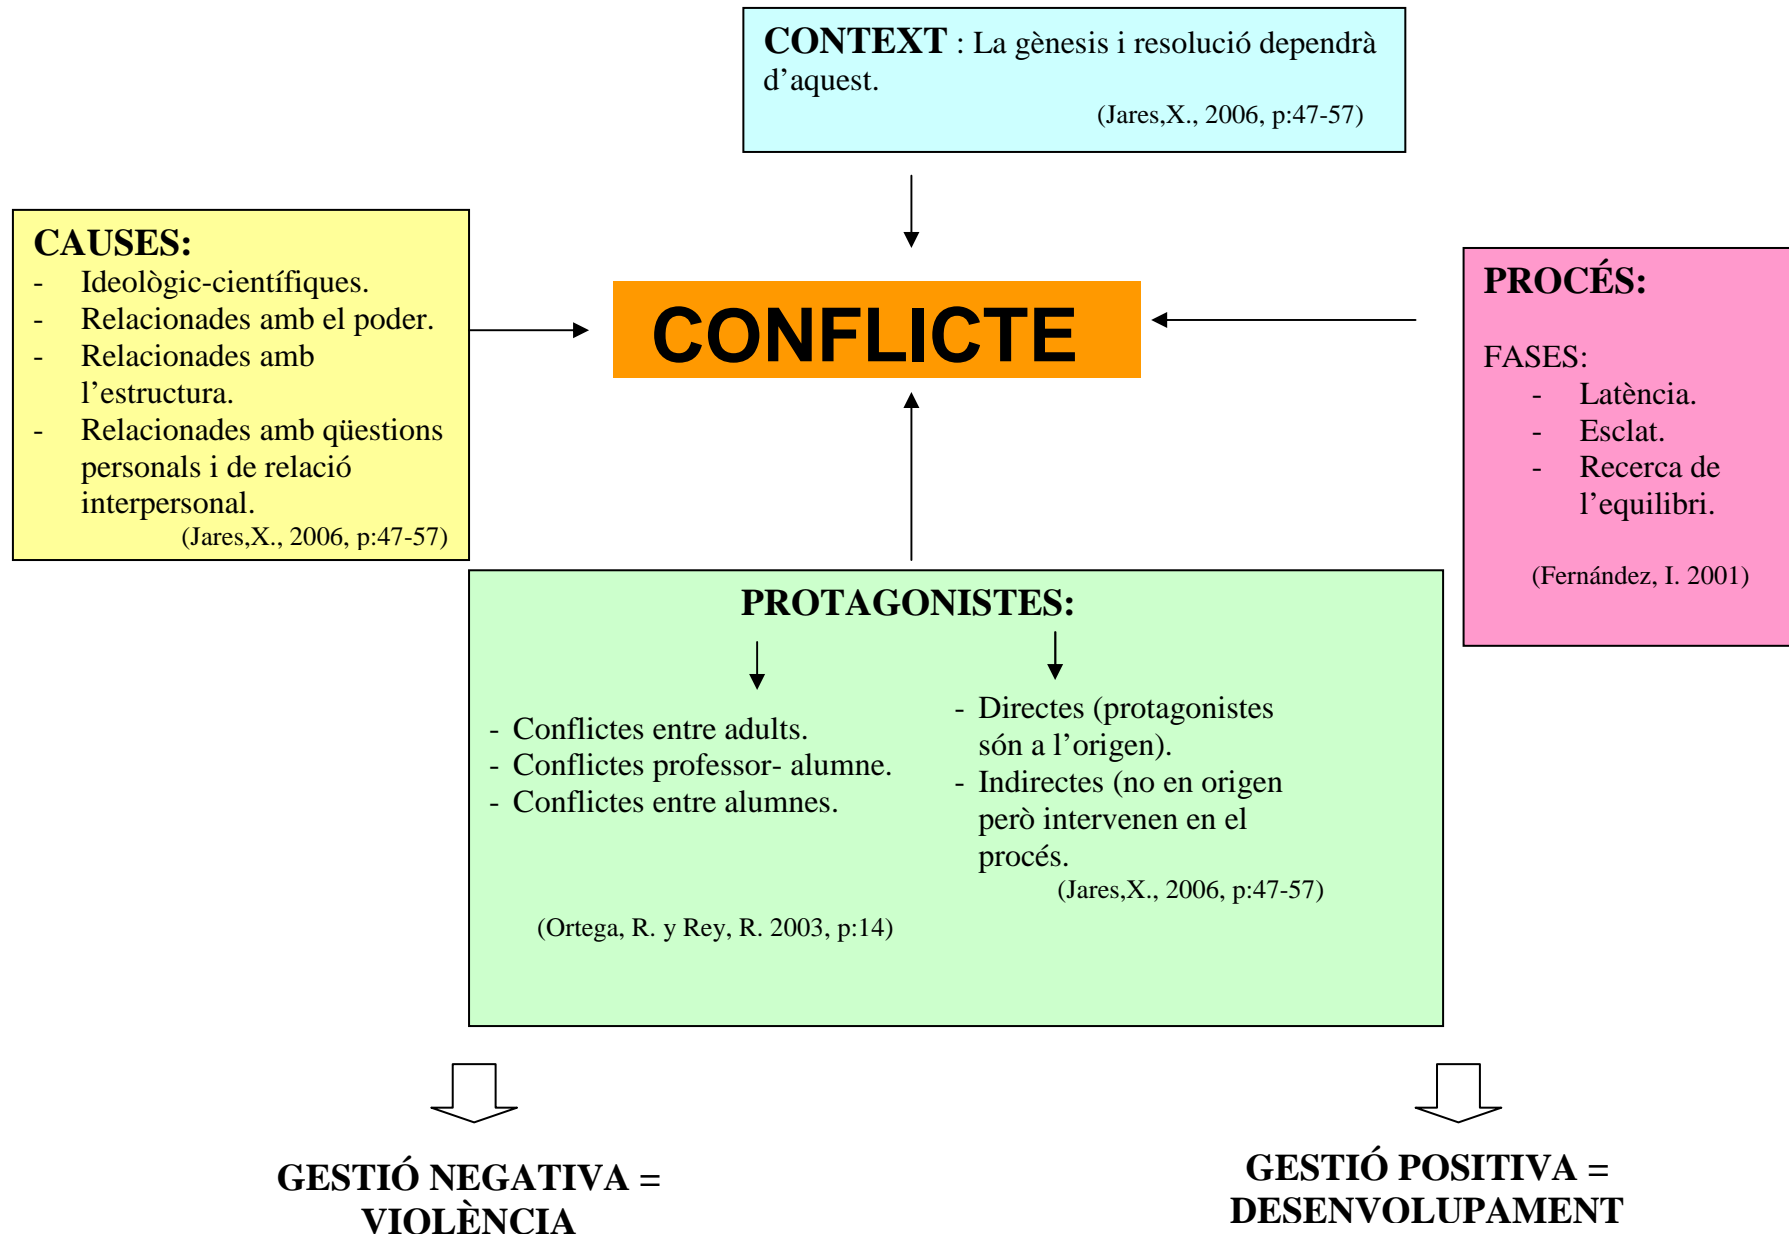 CONTEXT : La gènesis i resolució dependrà
d’aquest.
(Jares,X., 2006, p:47-57)
CAUSES:
- Ideològic-científiques.
- Relacionades amb el poder.
- Relacionades amb
l’estructura.
- Relacionades amb qüestions
personals i de relació
interpersonal.
(Jares,X., 2006, p:47-57)
CONFLICTE
PROCÉS:
FASES:
- Latència.
- Esclat.
- Recerca de
l’equilibri.
(Fernández, I. 2001)
PROTAGONISTES:
- Conflictes entre adults.
- Conflictes professor- alumne.
- Conflictes entre alumnes.
(Ortega, R. y Rey, R. 2003, p:14)
- Directes (protagonistes
són a l’origen).
- Indirectes (no en origen
però intervenen en el
procés.
(Jares,X., 2006, p:47-57)
GESTIÓ NEGATIVA =
VIOLÈNCIA
GESTIÓ POSITIVA =
DESENVOLUPAMENT